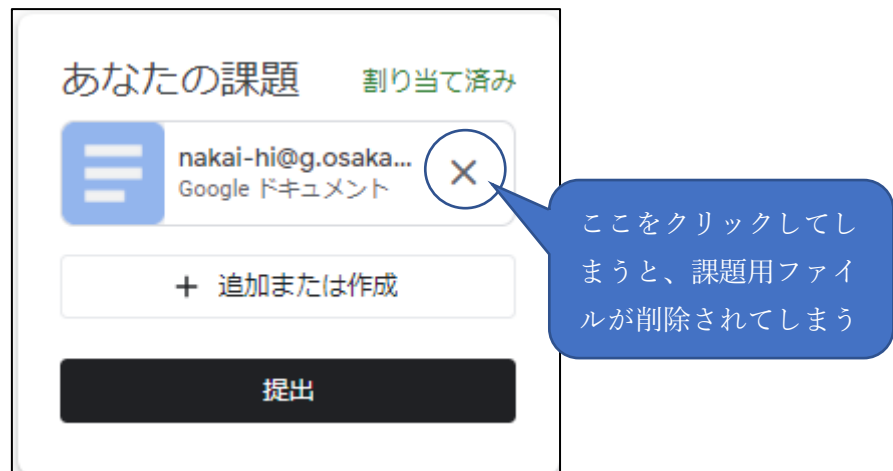 あなたの課題 割り当て済み
nakai-hi@g.osaka...
Google ドキュメント
ここをクリックしてし
まうと、課題用ファイ
ルが削除されてしまう
+ 追加または作成
提出